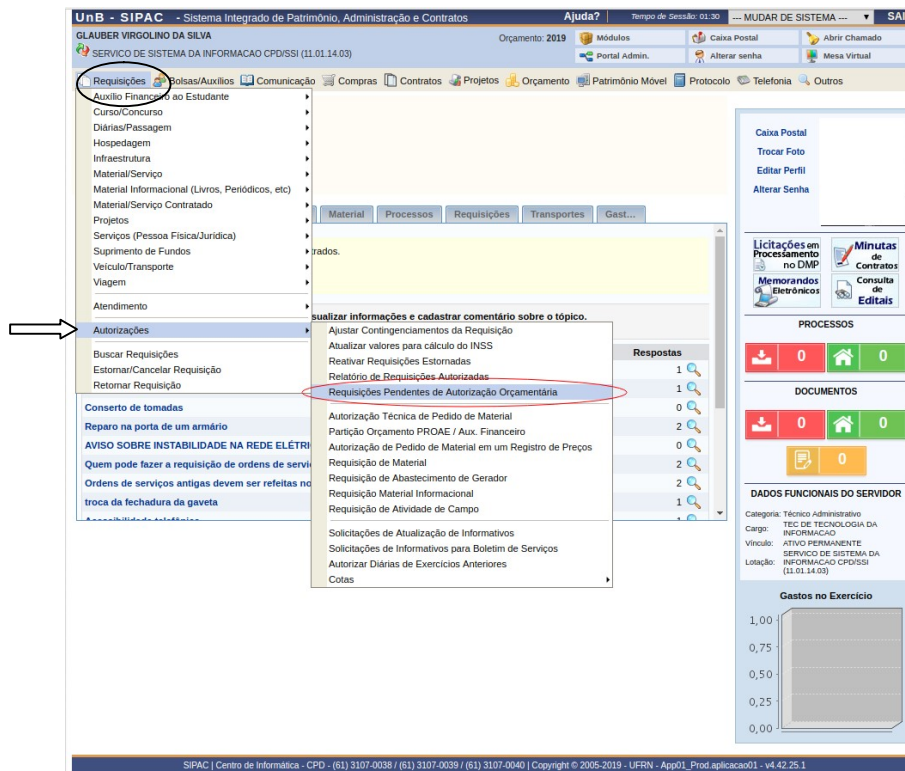 UnB - SIPAC - Sistema Integrado de Patrimônio, Administração e Contratos
Ajuda? Tempo de Sessão: 01:30 --- MUDAR DE SISTEMA --- ▼ SAI
GLAUBER VIRGOLINO DA SILVA
Orçamento: 2019 Módulos Caixa Postal Abrir Chamado
SERVICO DE SISTEMA DA INFORMACAO CPD/SSI (11.01.14.03)
Portal Admin. Alterar senha Mesa Virtual
Requisições Bolsas/Auxílios Comunicação Compras Contratos Projetos Orçamento Patrimônio Móvel Protocolo Telefonia Outros
Auxílio Financeiro ao Estudante
Curso/Concurso
Diárias/Passagem
Hospedagem
Infraestrutura
Material/Serviço
Material Informacional (Livros, Periódicos, etc)
Material/Serviço Contratado
Projetos
Serviços (Pessoa Física/Jurídica)
Suprimento de Fundos
Veículo/Transporte
Viagem
Atendimento
Autorizações
Buscar Requisições
Estornar/Cancelar Requisição
Retornar Requisição
Material Processos Requisições Transportes Gast...
trados.
sualizar informações e cadastrar comentário sobre o tópico.
Respostas
1
1
Conserto de tomadas 0
Reparo na porta de um armário 2
AVISO SOBRE INSTABILIDADE NA REDE ELÉTRI 0
Quem pode fazer a requisição de ordens de servi 2
Ordens de serviços antigas devem ser refeitas no 2
troca da fechadura da gaveta 1
Acessibilidade telefônica 1
Ajustar Contingenciamentos da Requisição
Atualizar valores para cálculo do INSS
Reativar Requisições Estornadas
Relatório de Requisições Autorizadas
Requisições Pendentes de Autorização Orçamentária
Autorização Técnica de Pedido de Material
Partição Orçamento PROAE / Aux. Financeiro
Autorização de Pedido de Material em um Registro de Preços
Requisição de Material
Requisição de Abastecimento de Gerador
Requisição Material Informacional
Requisição de Atividade de Campo
Solicitações de Atualização de Informativos
Solicitações de Informativos para Boletim de Serviços
Autorizar Diárias de Exercícios Anteriores
Cotas
Caixa Postal
Trocar Foto
Editar Perfil
Alterar Senha
Licitações em
Processamento
no DMP
Minutas
de
Contratos
Memorandos
Eletrônicos
Consulta
de
Editais
PROCESSOS
0 0
DOCUMENTOS
0 0
0
DADOS FUNCIONAIS DO SERVIDOR
Categoria: Técnico Administrativo
Cargo: TEC DE TECNOLOGIA DA
INFORMACAO
Vínculo: ATIVO PERMANENTE
Lotação: SERVICO DE SISTEMA DA
INFORMACAO CPD/SSI
(11.01.14.03)
Gastos no Exercício
1,00
0,75
0,50
0,25
0,00
SIPAC | Centro de Informática - CPD - (61) 3107-0038 / (61) 3107-0039 / (61) 3107-0040 | Copyright © 2005-2019 - UFRN - App01_Prod.aplicacao01 - v4.42.25.1